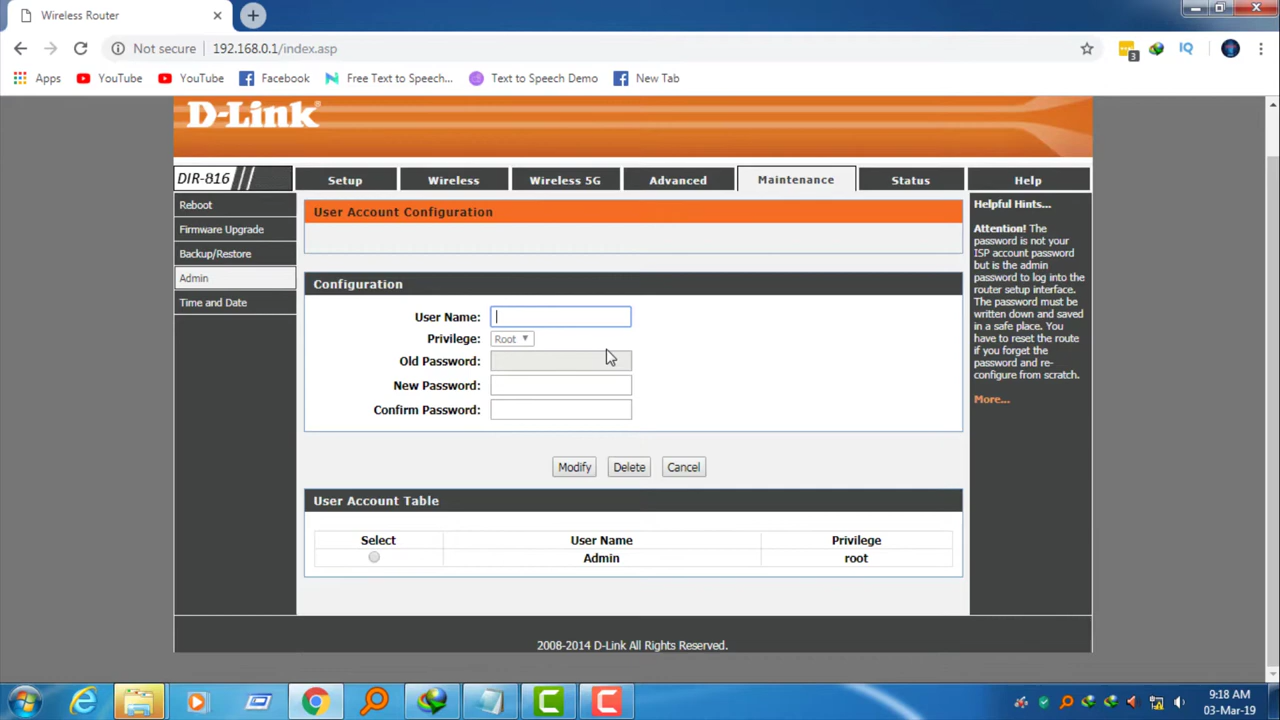 Wireless Router
Not secure 192.168.0.1/index.asp
3
IQ
Apps YouTube YouTube Facebook Free Text to Speech... Text to Speech Demo New Tab
D-Link
DIR-816 Setup Wireless Wireless 5G Advanced Maintenance Status Help
Reboot
Firmware Upgrade
Backup/Restore
Admin
Time and Date
User Account Configuration
Configuration
User Name:
Privilege: Root
Old Password:
New Password:
Confirm Password:
Modify Delete Cancel
User Account Table
Select User Name Privilege
Admin root
Helpful Hints...
Attention! The
password is not your
ISP account password
but is the admin
password to log into the
router setup interface.
The password must be
written down and saved
in a safe place. You
have to reset the route
if you forget the
password and re-
configure from scratch.
More...
2008-2014 D-Link All Rights Reserved.
9:18 AM
03-Mar-19